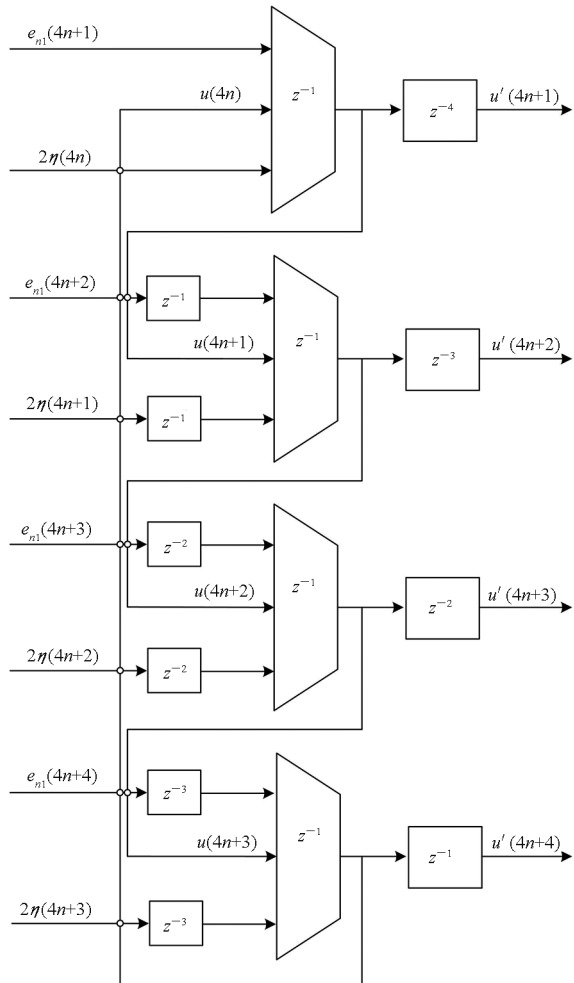 e_{n1}(4n+1)
u(4n)
z^{-1}
z^{-4}
u' (4n+1)
2η(4n)
e_{n1}(4n+2)
z^{-1}
u(4n+1)
z^{-1}
z^{-3}
u' (4n+2)
2η(4n+1)
z^{-1}
e_{n1}(4n+3)
z^{-2}
u(4n+2)
z^{-1}
z^{-2}
u' (4n+3)
2η(4n+2)
z^{-2}
e_{n1}(4n+4)
z^{-3}
u(4n+3)
z^{-1}
z^{-1}
u' (4n+4)
2η(4n+3)
z^{-3}